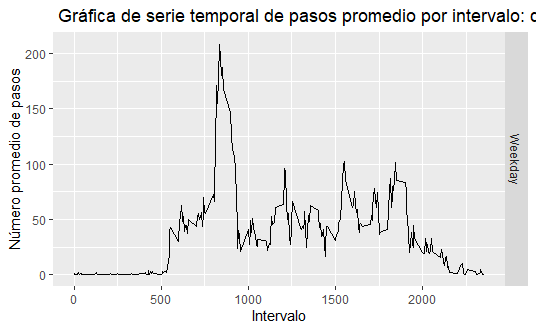 Gráfica de serie temporal de pasos promedio por intervalo: d
200
150
100
50
0
Número promedio de pasos
Weekday
0
500
1000
1500
2000
Intervalo